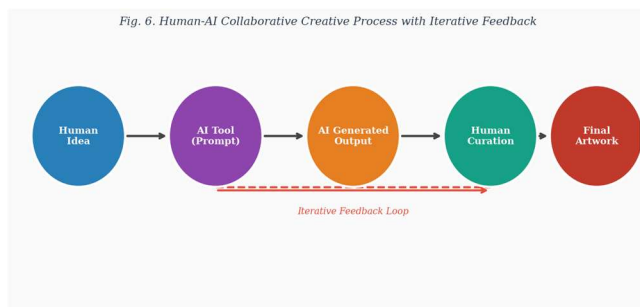 Fig. 6. Human-AI Collaborative Creative Process with Iterative Feedback
Human
Idea
AI Tool
(Prompt)
AI Generated
Output
Human
Curation
Final
Artwork
Iterative Feedback Loop